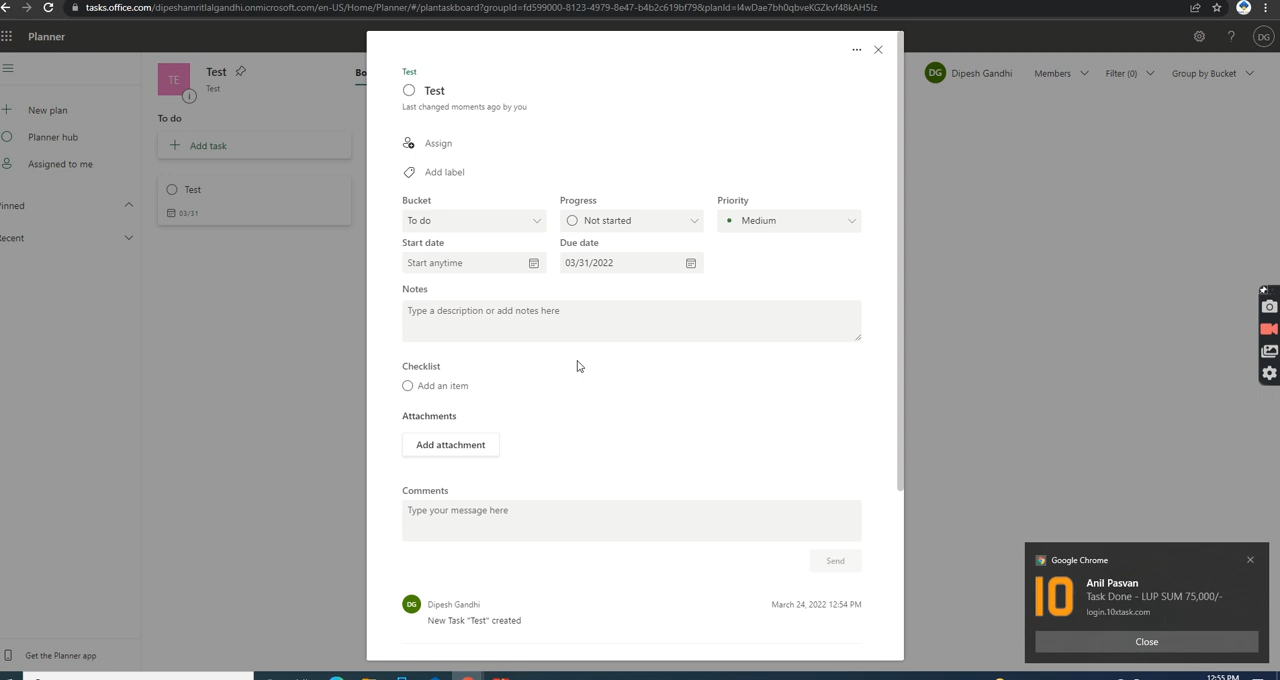 tasks.office.com/dipeshamritlalgandhi.onmicrosoft.com/en-US/Home/Planner/#/plantaskboard?groupId=fd599000-8123-4979-8e47-b4b2c619bf79&planId=l4wDae7bh0qbveKGZkvf48kAH5lz
Planner
DG
TE
Test
Test
Bo
DG Dipesh Gandhi
Members
Filter (0)
Group by Bucket
New plan
Planner hub
Assigned to me
inned
ecent
Get the Planner app
To do
Add task
Test
03/31
Test
Test
Last changed moments ago by you
Assign
Add label
Bucket Progress Priority
To do Not started Medium
Start date Due date
Start anytime 03/31/2022
Notes
Type a description or add notes here
Checklist
Add an item
Attachments
Add attachment
Comments
Type your message here
Send
DG Dipesh Gandhi March 24, 2022 12:54 PM
New Task "Test" created
Google Chrome
10
Anil Pasvan
Task Done - LUP SUM 75,000/-
login.10xtask.com
Close
12:55 PM